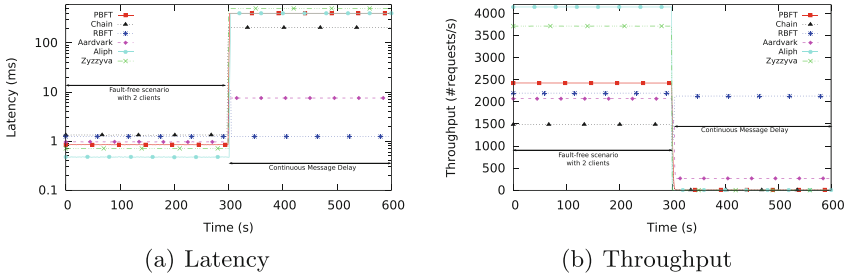 PBFT
Chain
RBFT
Aardvark
Aliph
Zyzzyva
Fault-free scenario
with 2 clients
Continuous Message Delay
Latency (ms)
100
10
1
0.1
0 100 200 300 400 500 600
Time (s)
(a) Latency
PBFT
Chain
RBFT
Aardvark
Aliph
Zyzzyva
Continuous Message Delay
Fault-free scenario
with 2 clients
Throughput (#requests/s)
4000
3500
3000
2500
2000
1500
1000
500
0
0 100 200 300 400 500 600
Time (s)
(b) Throughput